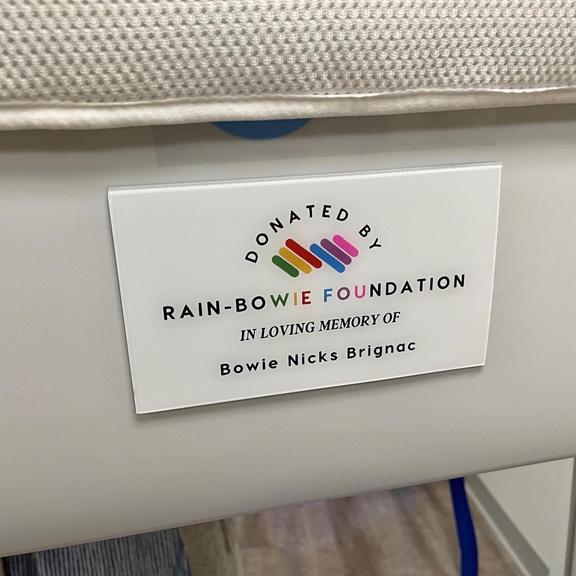 DONATED BY
RAIN-BOWIE FOUNDATION
IN LOVING MEMORY OF
Bowie Nicks Brignac